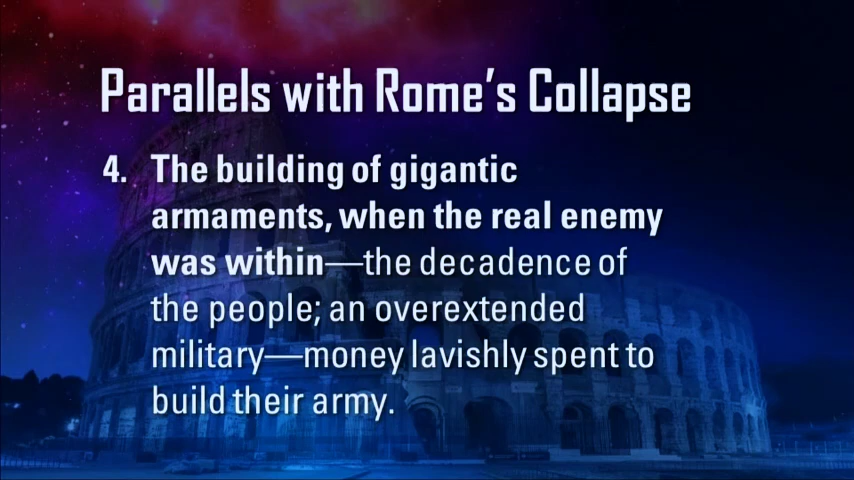 Parallels with Rome's Collapse
4. The building of gigantic
armaments, when the real enemy
was within—the decadence of
the people; an overextended
military—money lavishly spent to
build their army.